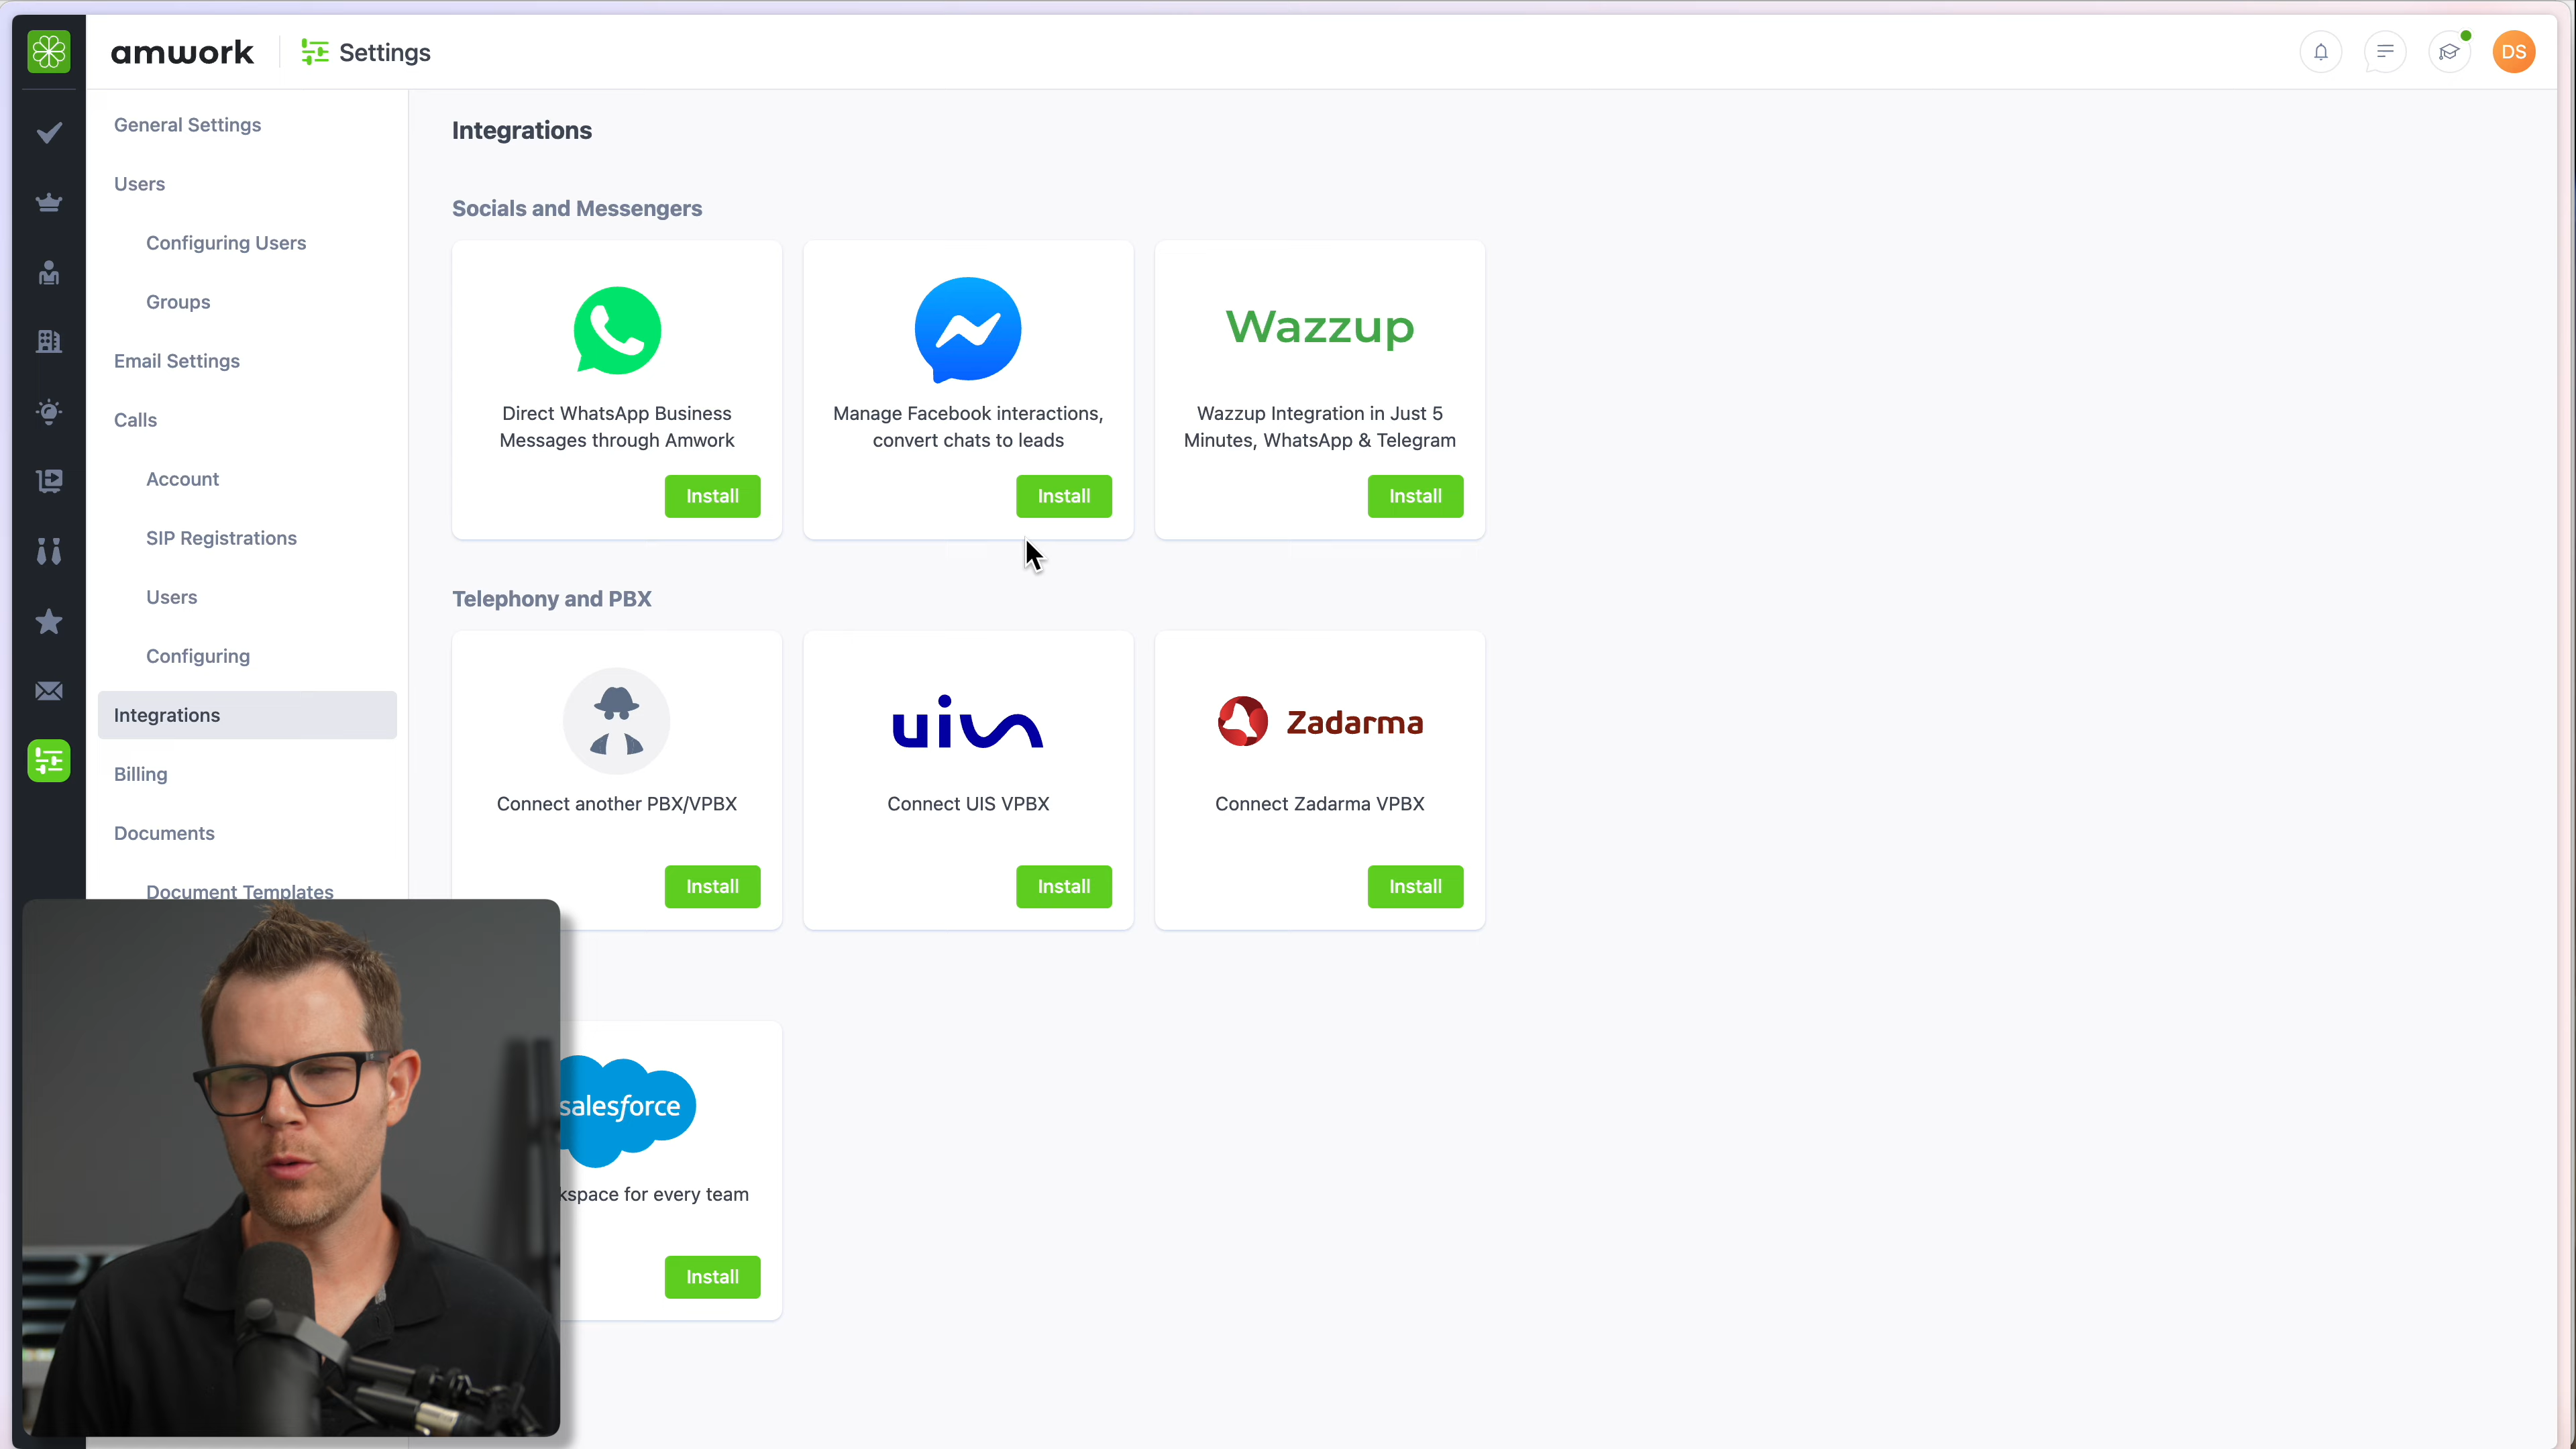 amwork
Settings
DS
General Settings
Users
Configuring Users
Groups
Email Settings
Calls
Account
SIP Registrations
Users
Configuring
Integrations
Billing
Documents
Document Templates
Integrations
Socials and Messengers
Direct WhatsApp Business
Messages through Amwork
Install
Manage Facebook interactions,
convert chats to leads
Install
Wazzup
Wazzup Integration in Just 5
Minutes, WhatsApp & Telegram
Install
Telephony and PBX
Connect another PBX/VPBX
Install
uis
Connect UIS VPBX
Install
Zadarma
Connect Zadarma VPBX
Install
salesforce
kspace for every team
Install